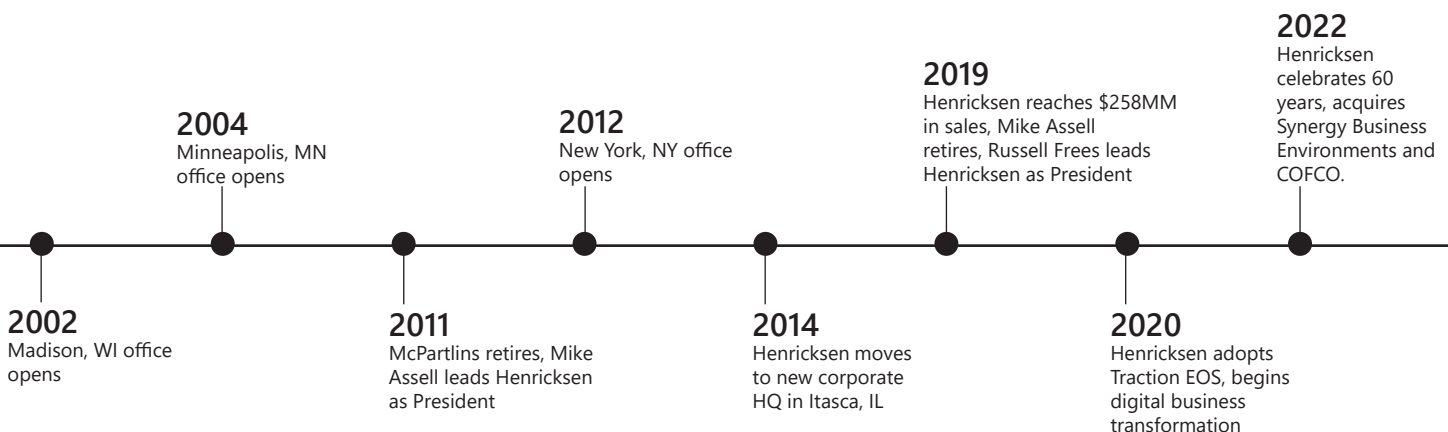 2002
Madison, WI office
opens
2004
Minneapolis, MN
office opens
2011
McPartlins retires, Mike
Assell leads Henricksen
as President
2012
New York, NY office
opens
2014
Henricksen moves
to new corporate
HQ in Itasca, IL
2019
Henricksen reaches $258MM
in sales, Mike Assell
retires, Russell Frees leads
Henricksen as President
2020
Henricksen adopts
Traction EOS, begins
digital business
transformation
2022
Henricksen
celebrates 60
years, acquires
Synergy Business
Environments and
COFCO.